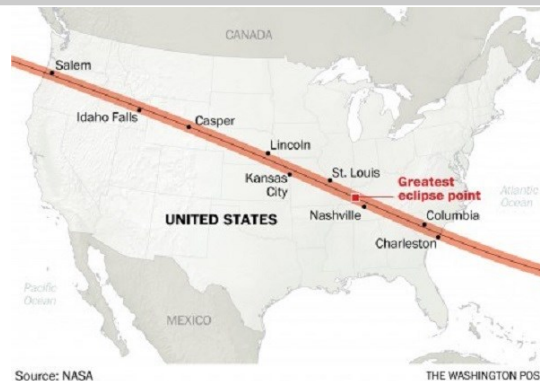 CANADA
Salem
Idaho Falls
Casper
Lincoln
Kansas
City
St. Louis
Greatest
eclipse point
Atlantic
Ocean
Nashville
UNITED STATES
Columbia
Charleston
Pacific
Ocean
MEXICO
Source: NASA
THE WASHINGTON POS